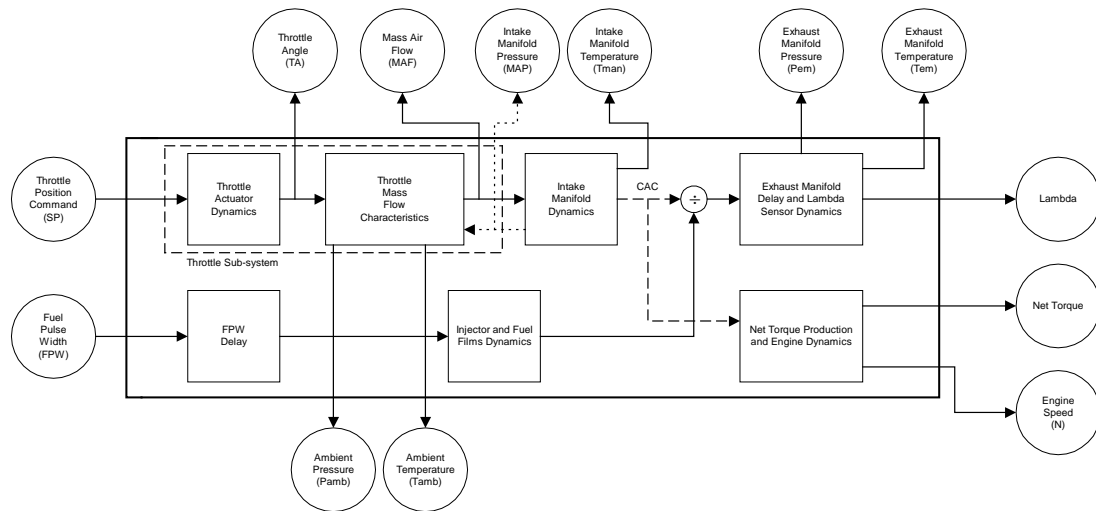 Throttle
Angle
(TA)
Mass Air
Flow
(MAF)
Intake
Manifold
Pressure
(MAP)
Intake
Manifold
Temperature
(Tman)
Exhaust
Manifold
Pressure
(Pem)
Exhaust
Manifold
Temperature
(Tem)
Throttle
Position
Command
(SP)
Throttle
Actuator
Dynamics
Throttle
Mass
Flow
Characteristics
Intake
Manifold
Dynamics
CAC
÷
Exhaust Manifold
Delay and Lambda
Sensor Dynamics
Lambda
Throttle Sub-system
Fuel
Pulse
Width
(FPW)
FPW
Delay
Injector and Fuel
Films Dynamics
Net Torque Production
and Engine Dynamics
Net Torque
Engine
Speed
(N)
Ambient
Pressure
(Pamb)
Ambient
Temperature
(Tamb)